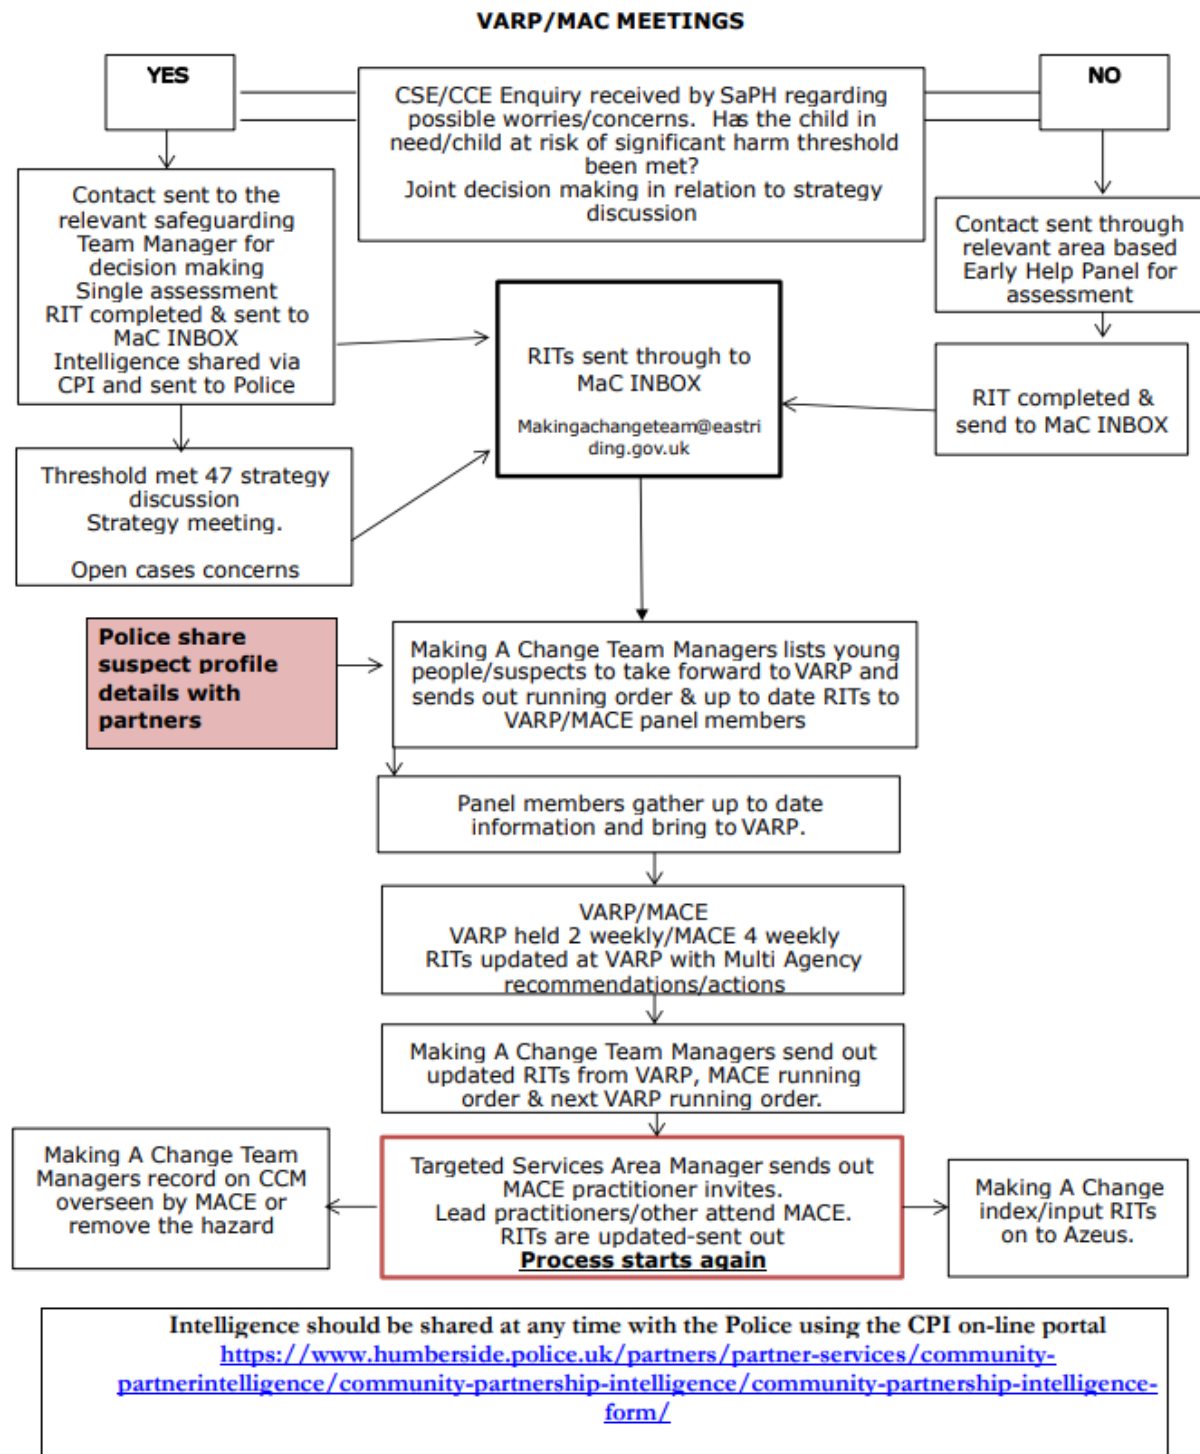 VARP/MAC MEETINGS
YES
CSE/CCE Enquiry received by SaPH regarding
possible worries/concerns. Has the child in
need/child at risk of significant harm threshold
been met?
Joint decision making in relation to strategy
discussion
NO
Contact sent to the
relevant safeguarding
Team Manager for
decision making
Single assessment
RIT completed & sent to
MaC INBOX
Intelligence shared via
CPI and sent to Police
Contact sent through
relevant area based
Early Help Panel for
assessment
RITs sent through to
MaC INBOX
Makingachangeteam@eastri
ding.gov.uk
RIT completed &
send to MaC INBOX
Threshold met 47 strategy
discussion
Strategy meeting.
Open cases concerns
Police share
suspect profile
details with
partners
Making A Change Team Managers lists young
people/suspects to take forward to VARP and
sends out running order & up to date RITs to
VARP/MACE panel members
Panel members gather up to date
information and bring to VARP.
VARP/MACE
VARP held 2 weekly/MACE 4 weekly
RITs updated at VARP with Multi Agency
recommendations/actions
Making A Change Team Managers send out
updated RITs from VARP, MACE running
order & next VARP running order.
Making A Change Team
Managers record on CCM
overseen by MACE or
remove the hazard
Targeted Services Area Manager sends out
MACE practitioner invites.
Lead practitioners/other attend MACE.
RITs are updated-sent out
Process starts again
Making A Change
index/input RITs
on to Azeus.
Intelligence should be shared at any time with the Police using the CPI on-line portal
https://www.humberside.police.uk/partners/partner-services/community-
partnerintelligence/community-partnership-intelligence/community-partnership-intelligence-
form/